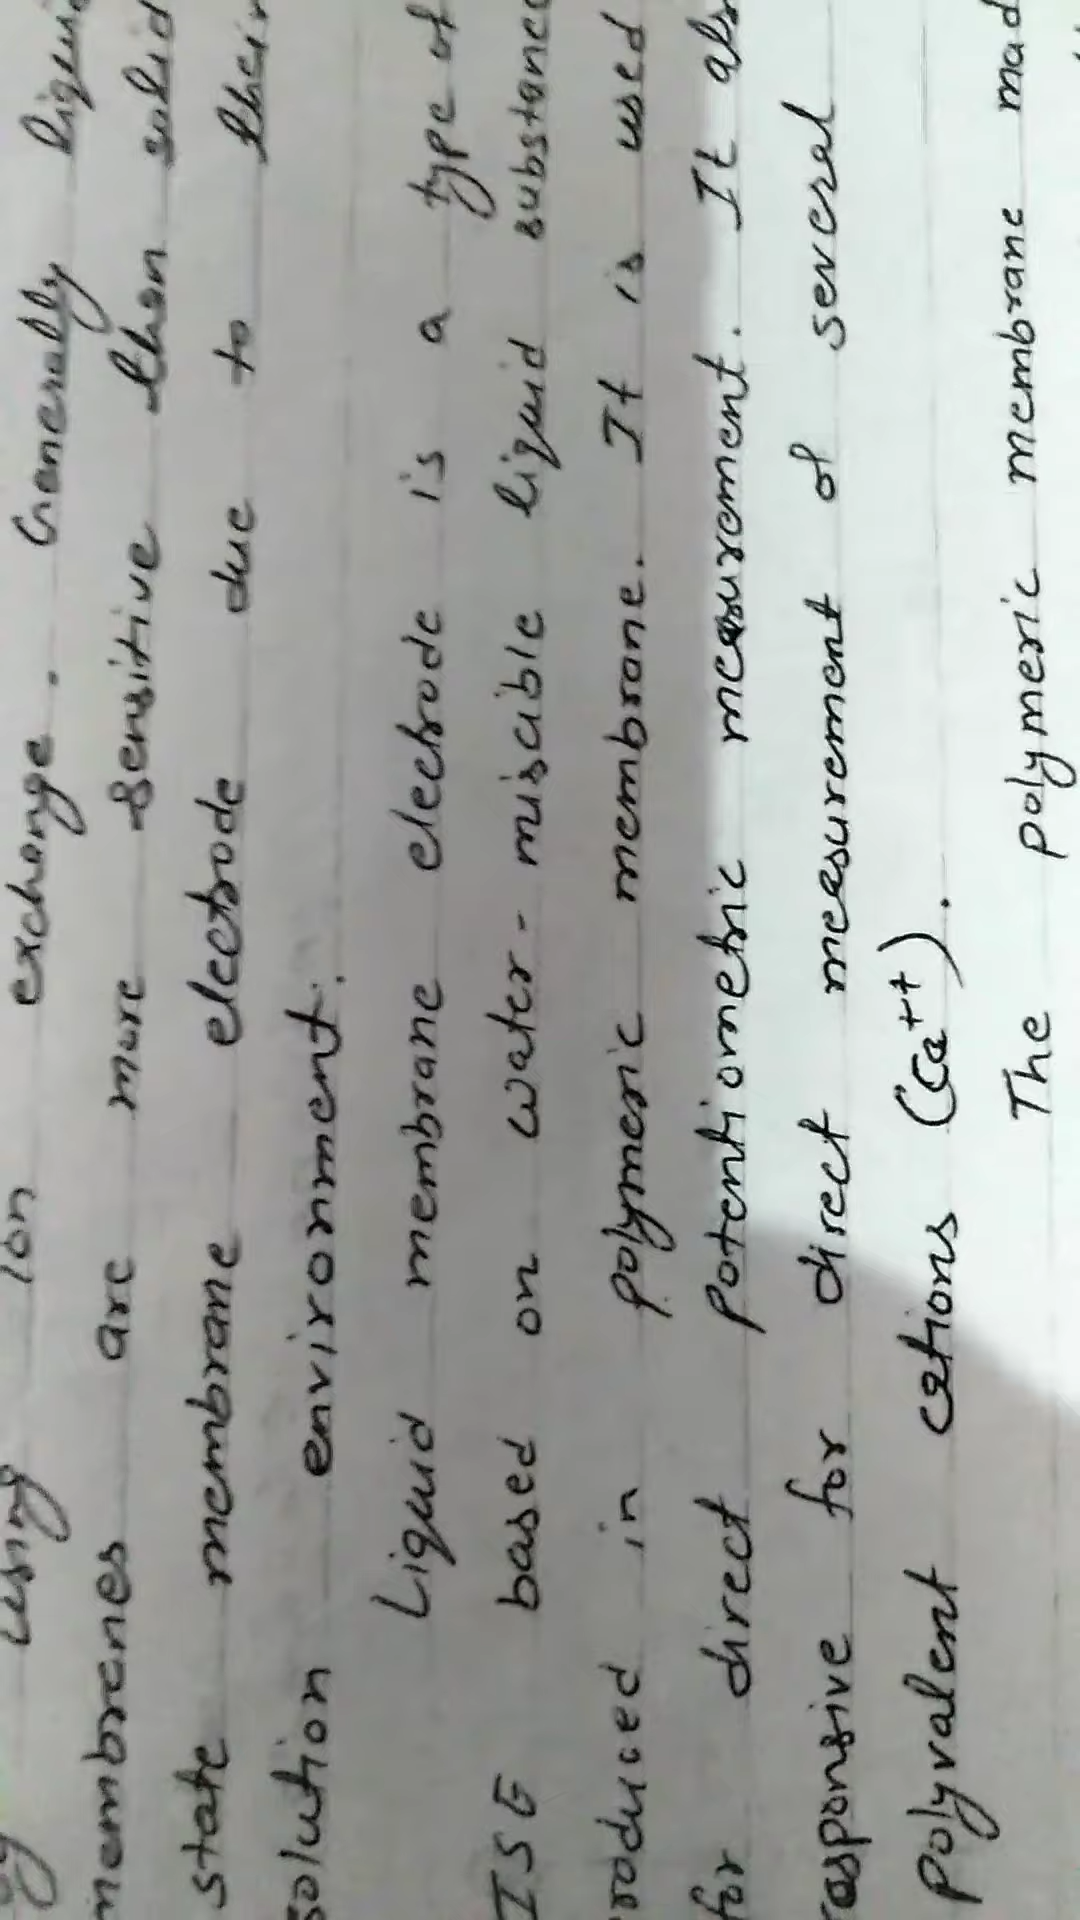 using ion exchange. Generally liquid
membranes are more sensitive than solid
state membrane electrode due to their
solution environment.
Liquid membrane electrode is a type of
ISE based on water-miscible liquid substance
produced in polymeric membrane. It is used
for direct potentiometric measurement. It also
responsive for direct measurement of several
polyvalent cations (Ca++).
The polymeric membrane mad